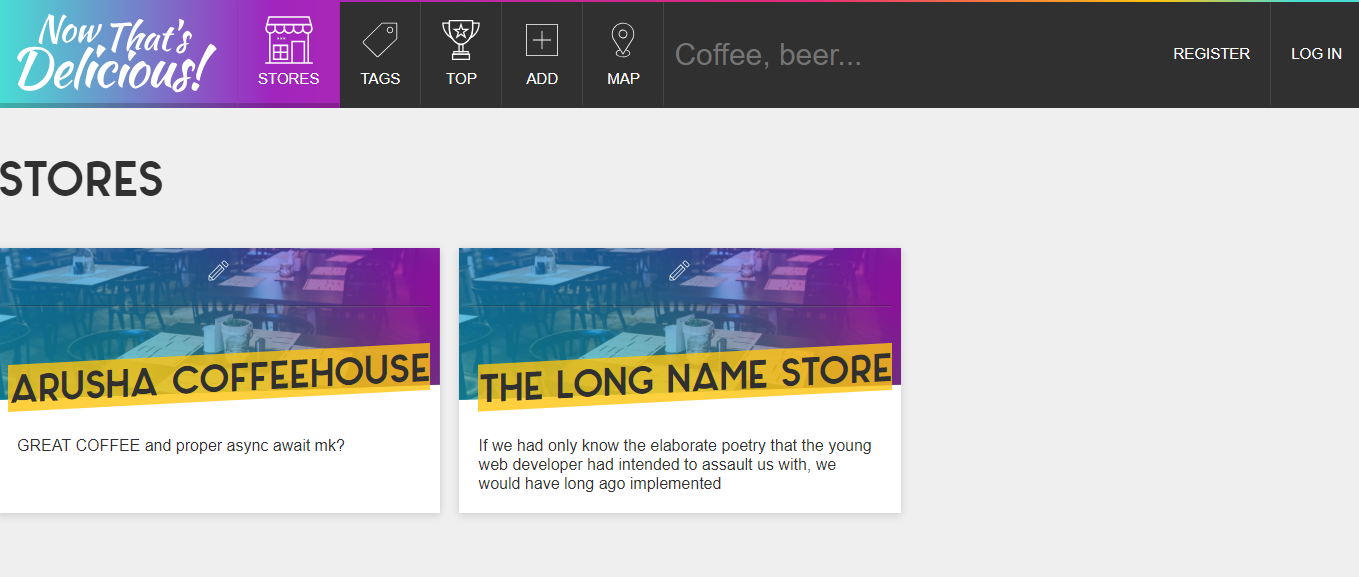 Now That's
Delicious!
STORES
TAGS
TOP
ADD
MAP
Coffee, beer...
REGISTER
LOG IN
STORES
ARUSHA COFFEEHOUSE
GREAT COFFEE and proper async await mk?
THE LONG NAME STORE
If we had only know the elaborate poetry that the young
web developer had intended to assault us with, we
would have long ago implemented